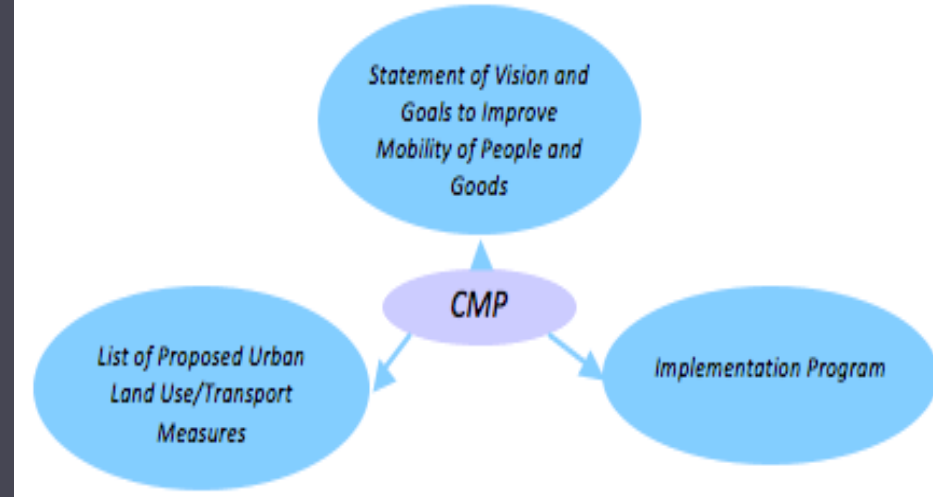 Statement of Vision and
Goals to Improve
Mobility of People and
Goods
CMP
List of Proposed Urban
Land Use/Transport
Measures
Implementation Program